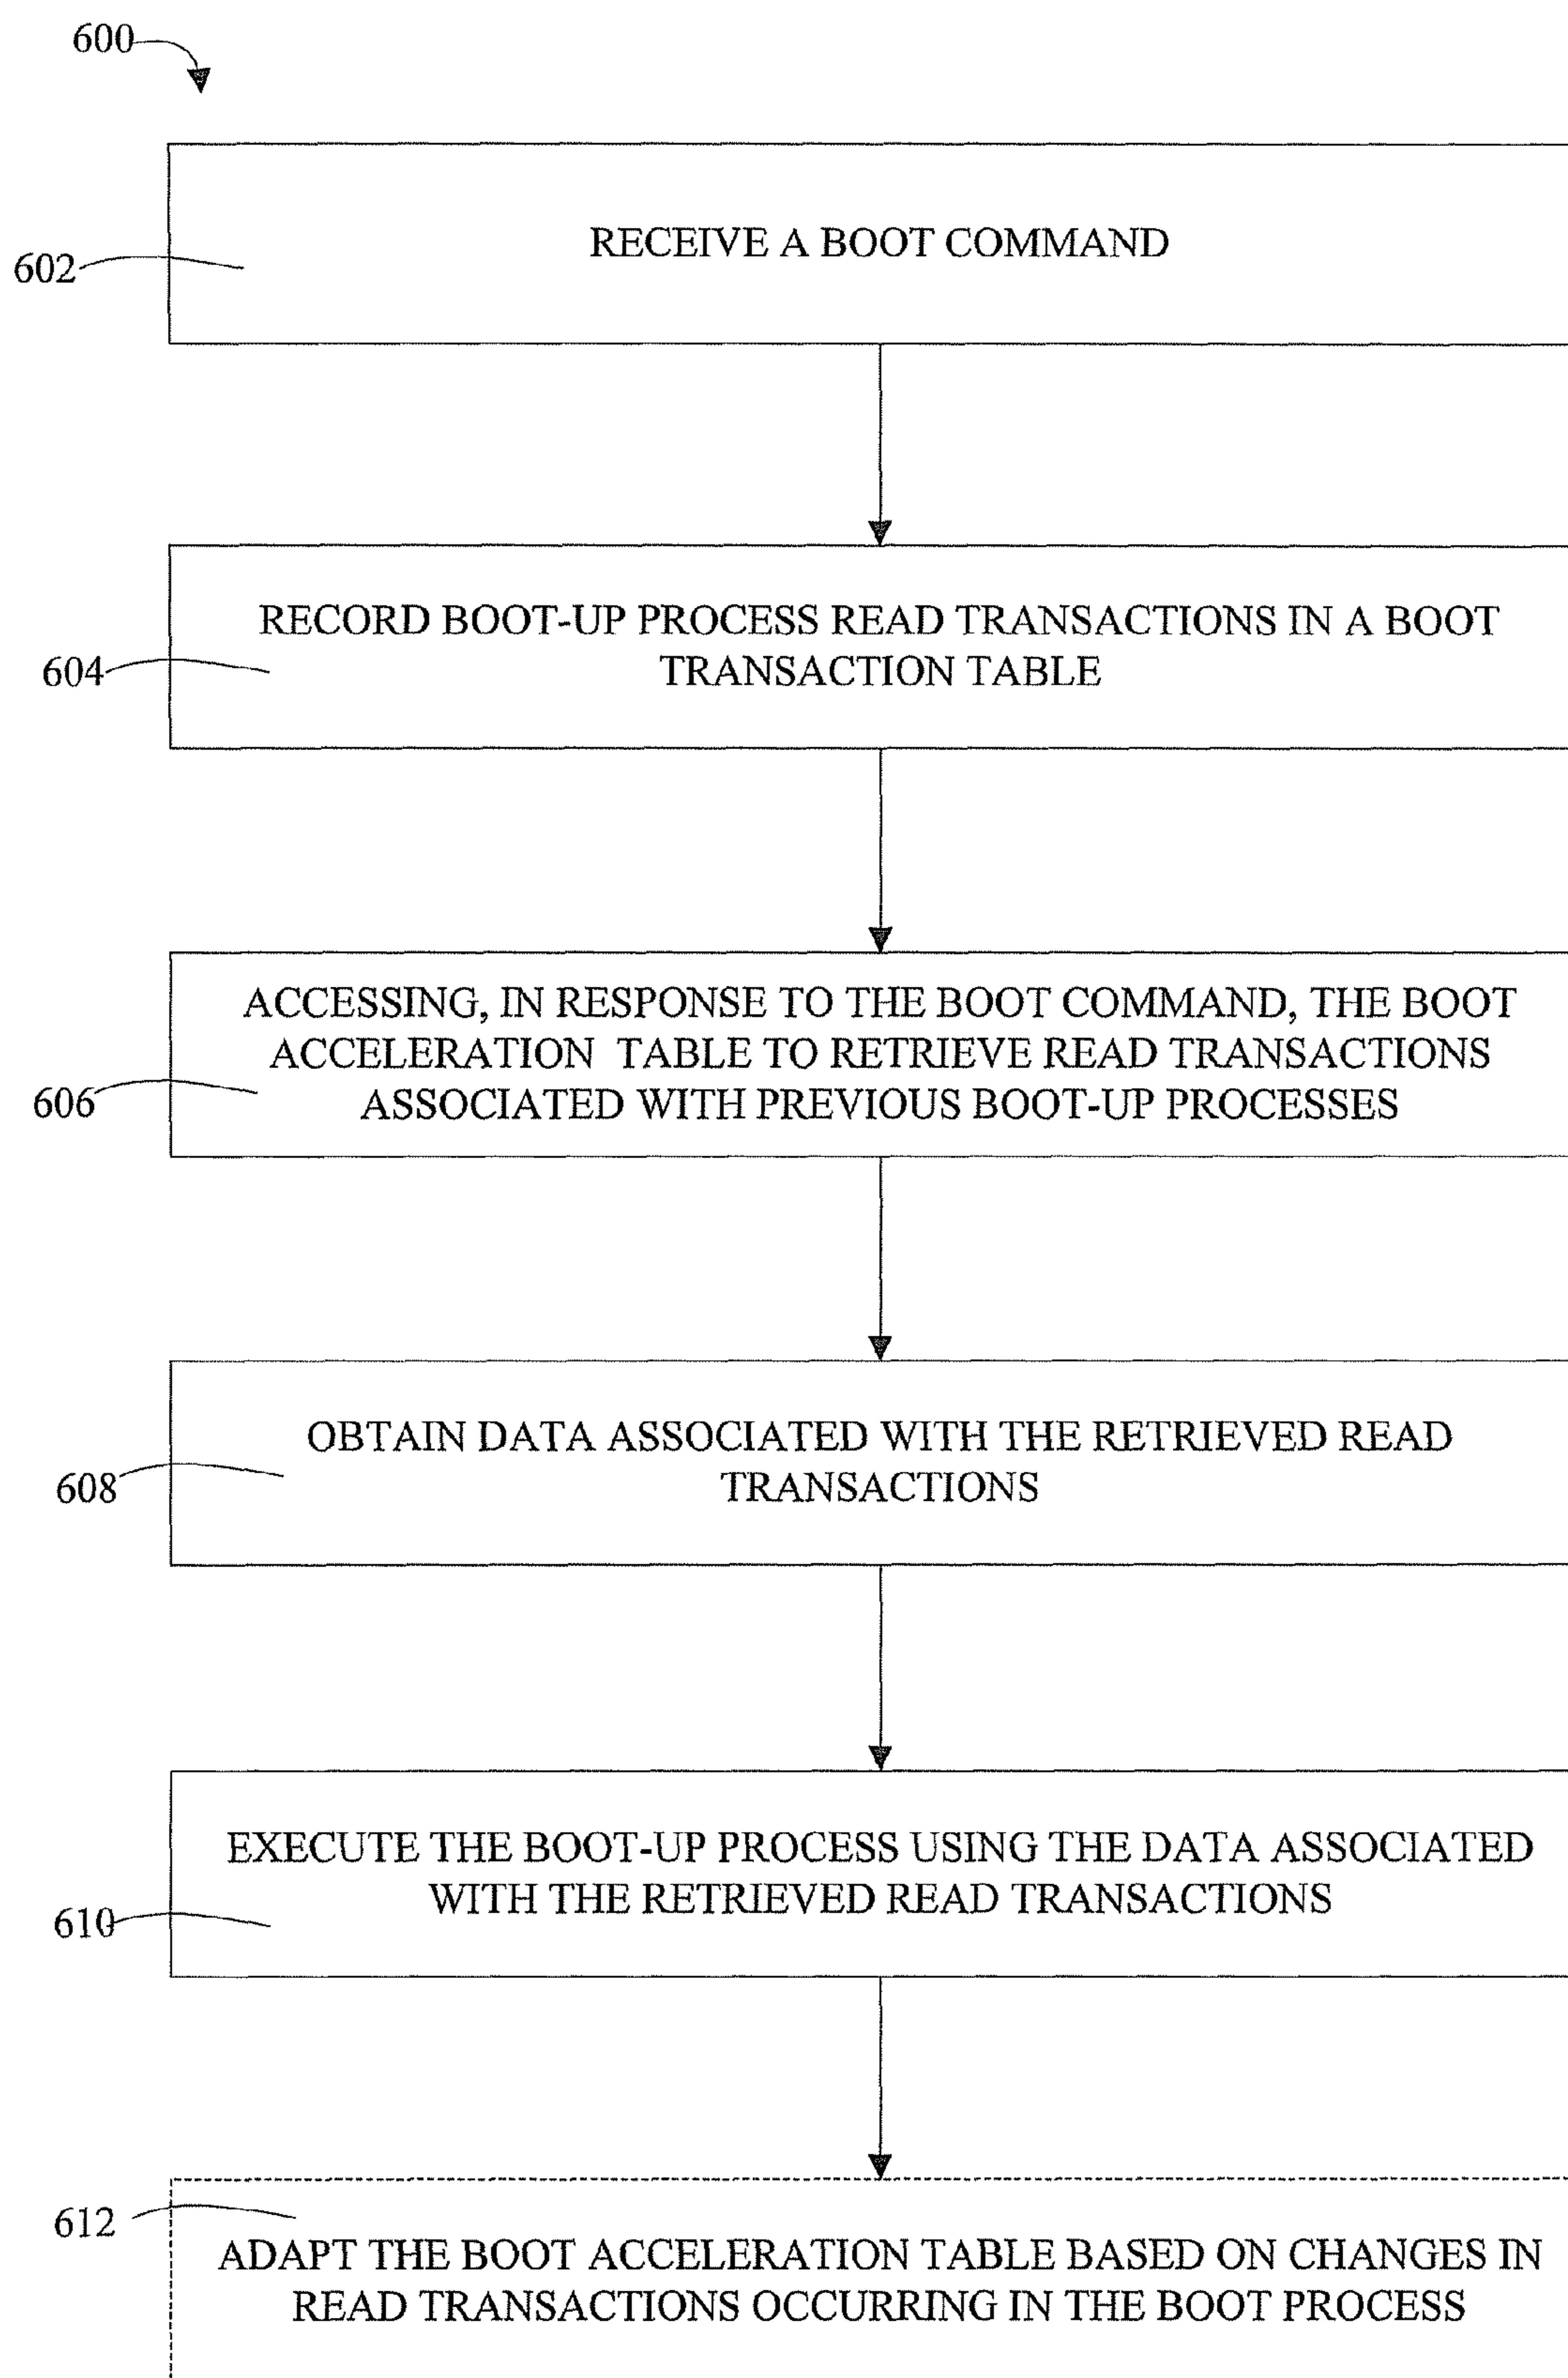 600
RECEIVE A BOOT COMMAND
602
RECORD BOOT-UP PROCESS READ TRANSACTIONS IN A BOOT
TRANSACTION TABLE
604
ACCESSING, IN RESPONSE TO THE BOOT COMMAND, THE BOOT
ACCELERATION TABLE TO RETRIEVE READ TRANSACTIONS
ASSOCIATED WITH PREVIOUS BOOT-UP PROCESSES
606
OBTAIN DATA ASSOCIATED WITH THE RETRIEVED READ
TRANSACTIONS
608
EXECUTE THE BOOT-UP PROCESS USING THE DATA ASSOCIATED
WITH THE RETRIEVED READ TRANSACTIONS
610
612
ADAPT THE BOOT ACCELERATION TABLE BASED ON CHANGES IN
READ TRANSACTIONS OCCURRING IN THE BOOT PROCESS